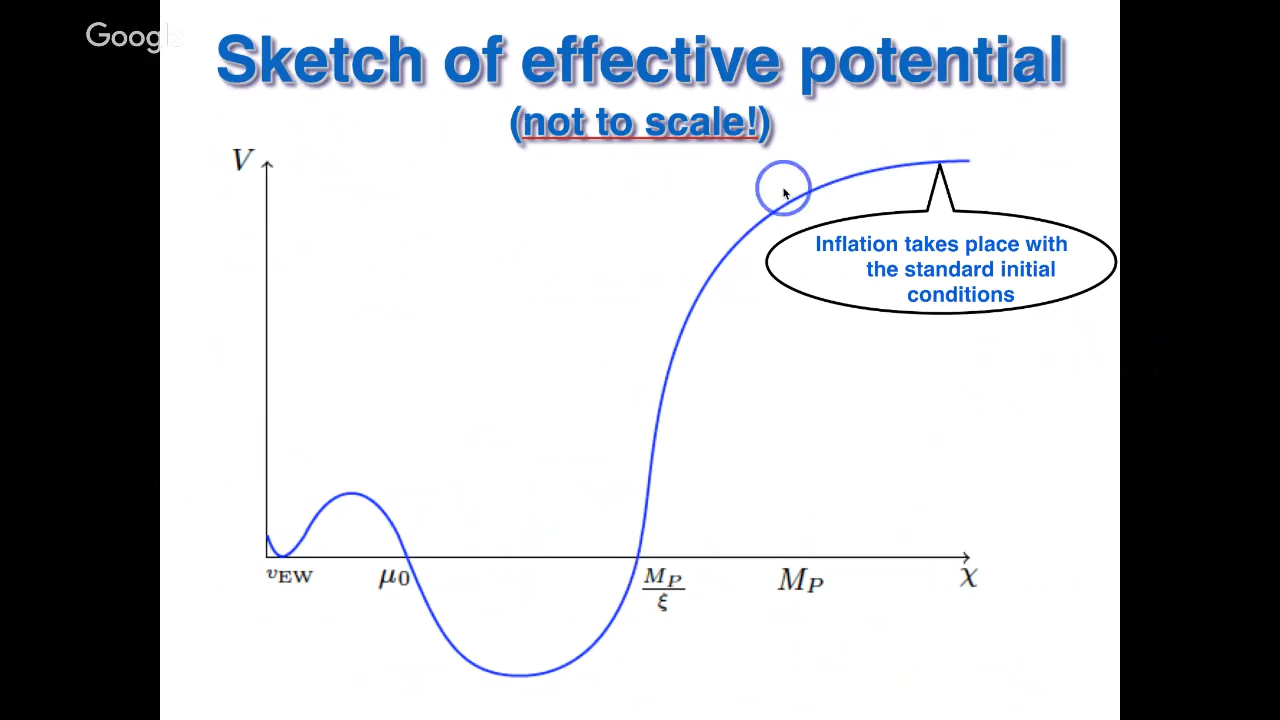 Google
Sketch of effective potential
(not to scale!)
V
Inflation takes place with
the standard initial
conditions
v_EW
μ₀
M_P/ξ
M_P
χ